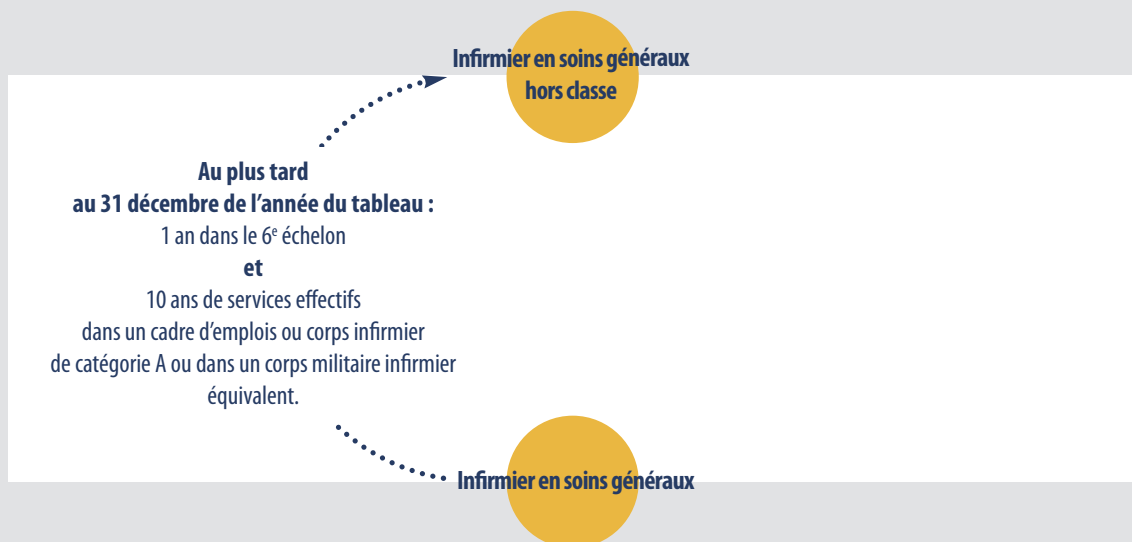 Infirmier en soins généraux
hors classe
Au plus tard
au 31 décembre de l'année du tableau :
1 an dans le 6e échelon
et
10 ans de services effectifs
dans un cadre d'emplois ou corps infirmier
de catégorie A ou dans un corps militaire infirmier
équivalent.
Infirmier en soins généraux